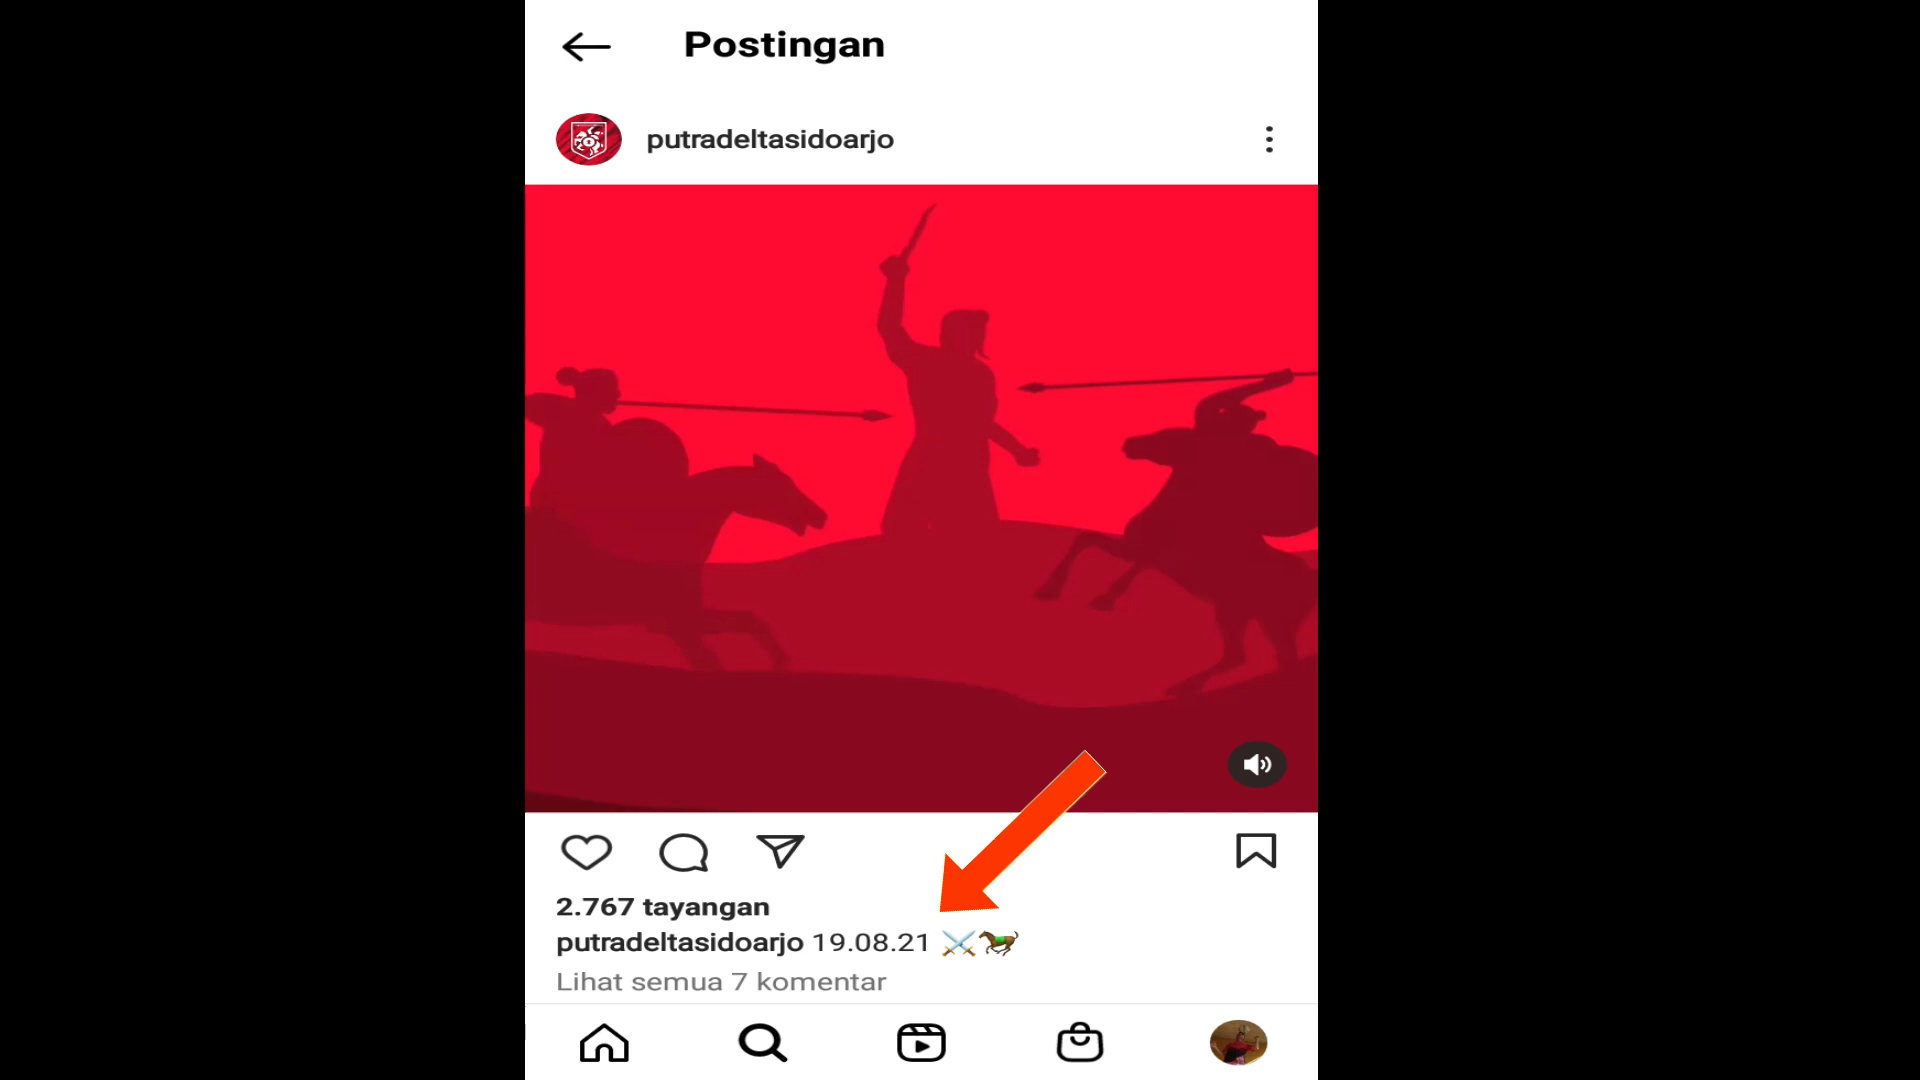 Postingan
putradeltasidoarjo
2.767 tayangan
putradeltasidoarjo 19.08.21 ⚔️🐎
Lihat semua 7 komentar